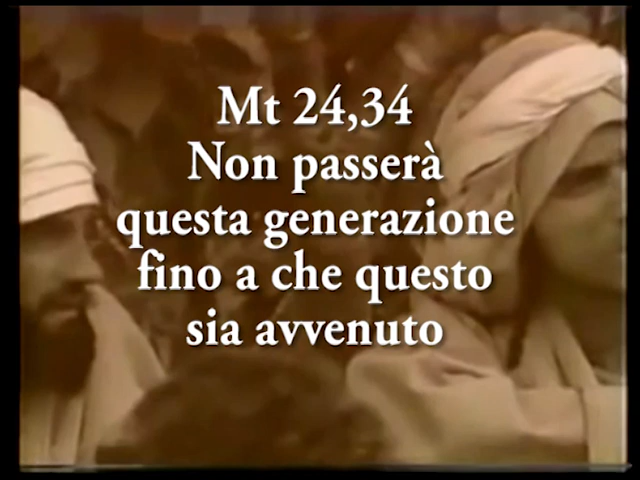 Mt 24,34
Non passerà
questa generazione
fino a che questo
sia avvenuto